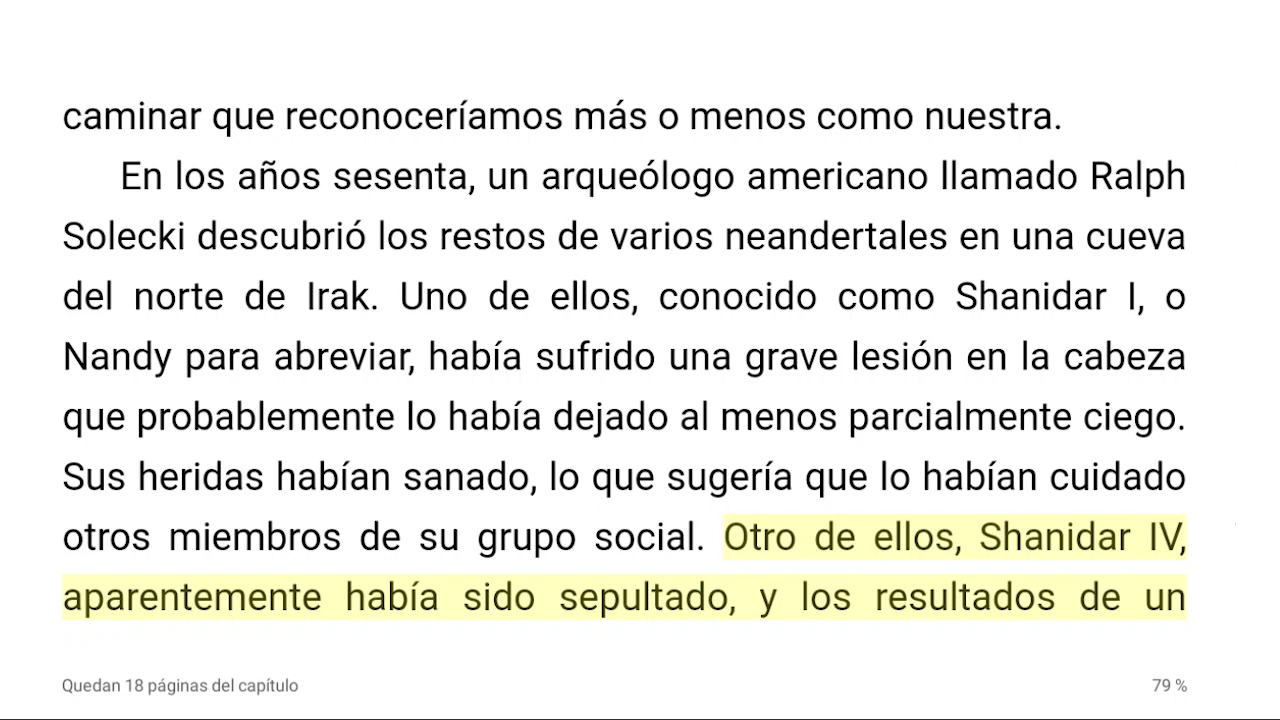 caminar que reconoceríamos más o menos como nuestra.
En los años sesenta, un arqueólogo americano llamado Ralph
Solecki descubrió los restos de varios neandertales en una cueva
del norte de Irak. Uno de ellos, conocido como Shanidar I, o
Nandy para abreviar, había sufrido una grave lesión en la cabeza
que probablemente lo había dejado al menos parcialmente ciego.
Sus heridas habían sanado, lo que sugería que lo habían cuidado
otros miembros de su grupo social. Otro de ellos, Shanidar IV,
aparentemente había sido sepultado, y los resultados de un
Quedan 18 páginas del capítulo
79 %